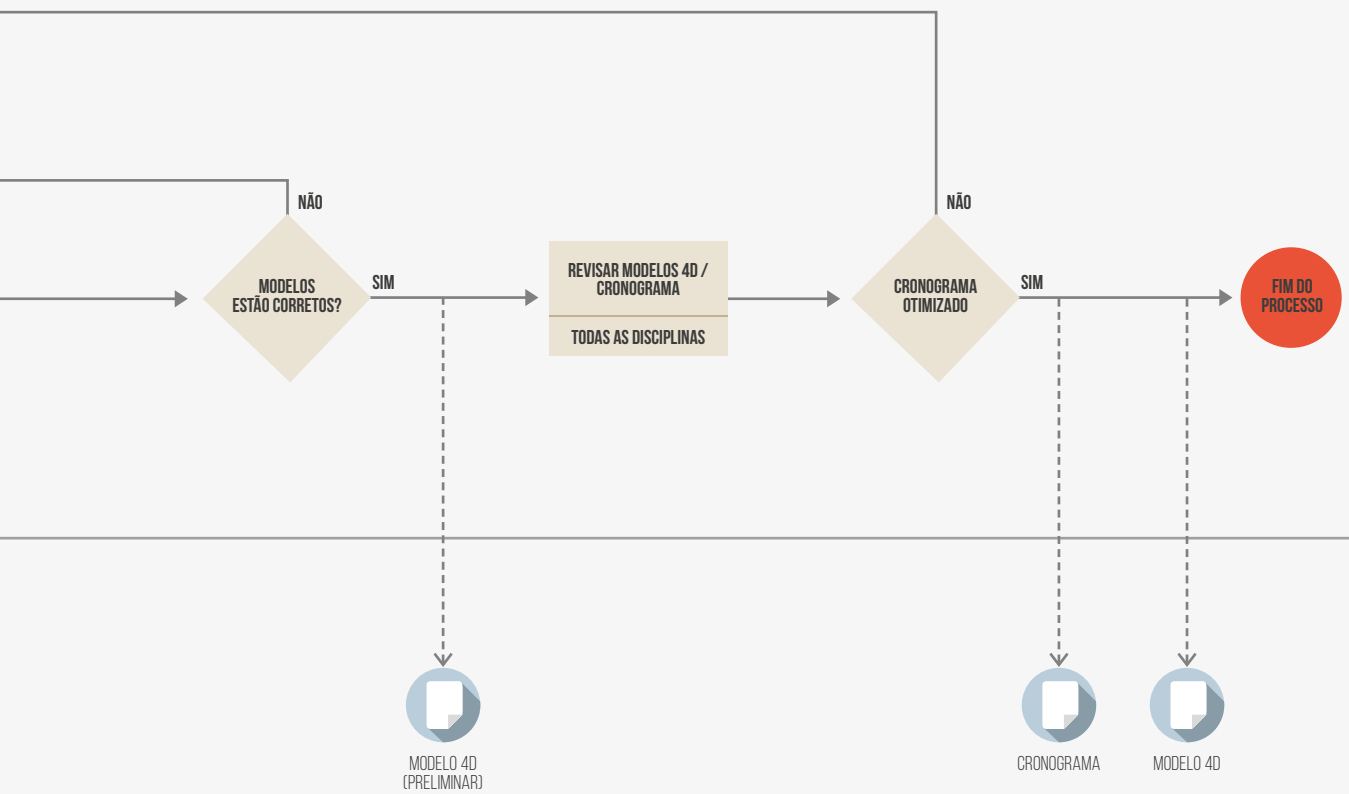 NÃO
MODELOS
ESTÃO CORRETOS?
SIM
REVISAR MODELOS 4D /
CRONOGRAMA
TODAS AS DISCIPLINAS
NÃO
CRONOGRAMA
OTIMIZADO
SIM
FIM DO
PROCESSO
MODELO 4D
(PRELIMINAR)
CRONOGRAMA
MODELO 4D